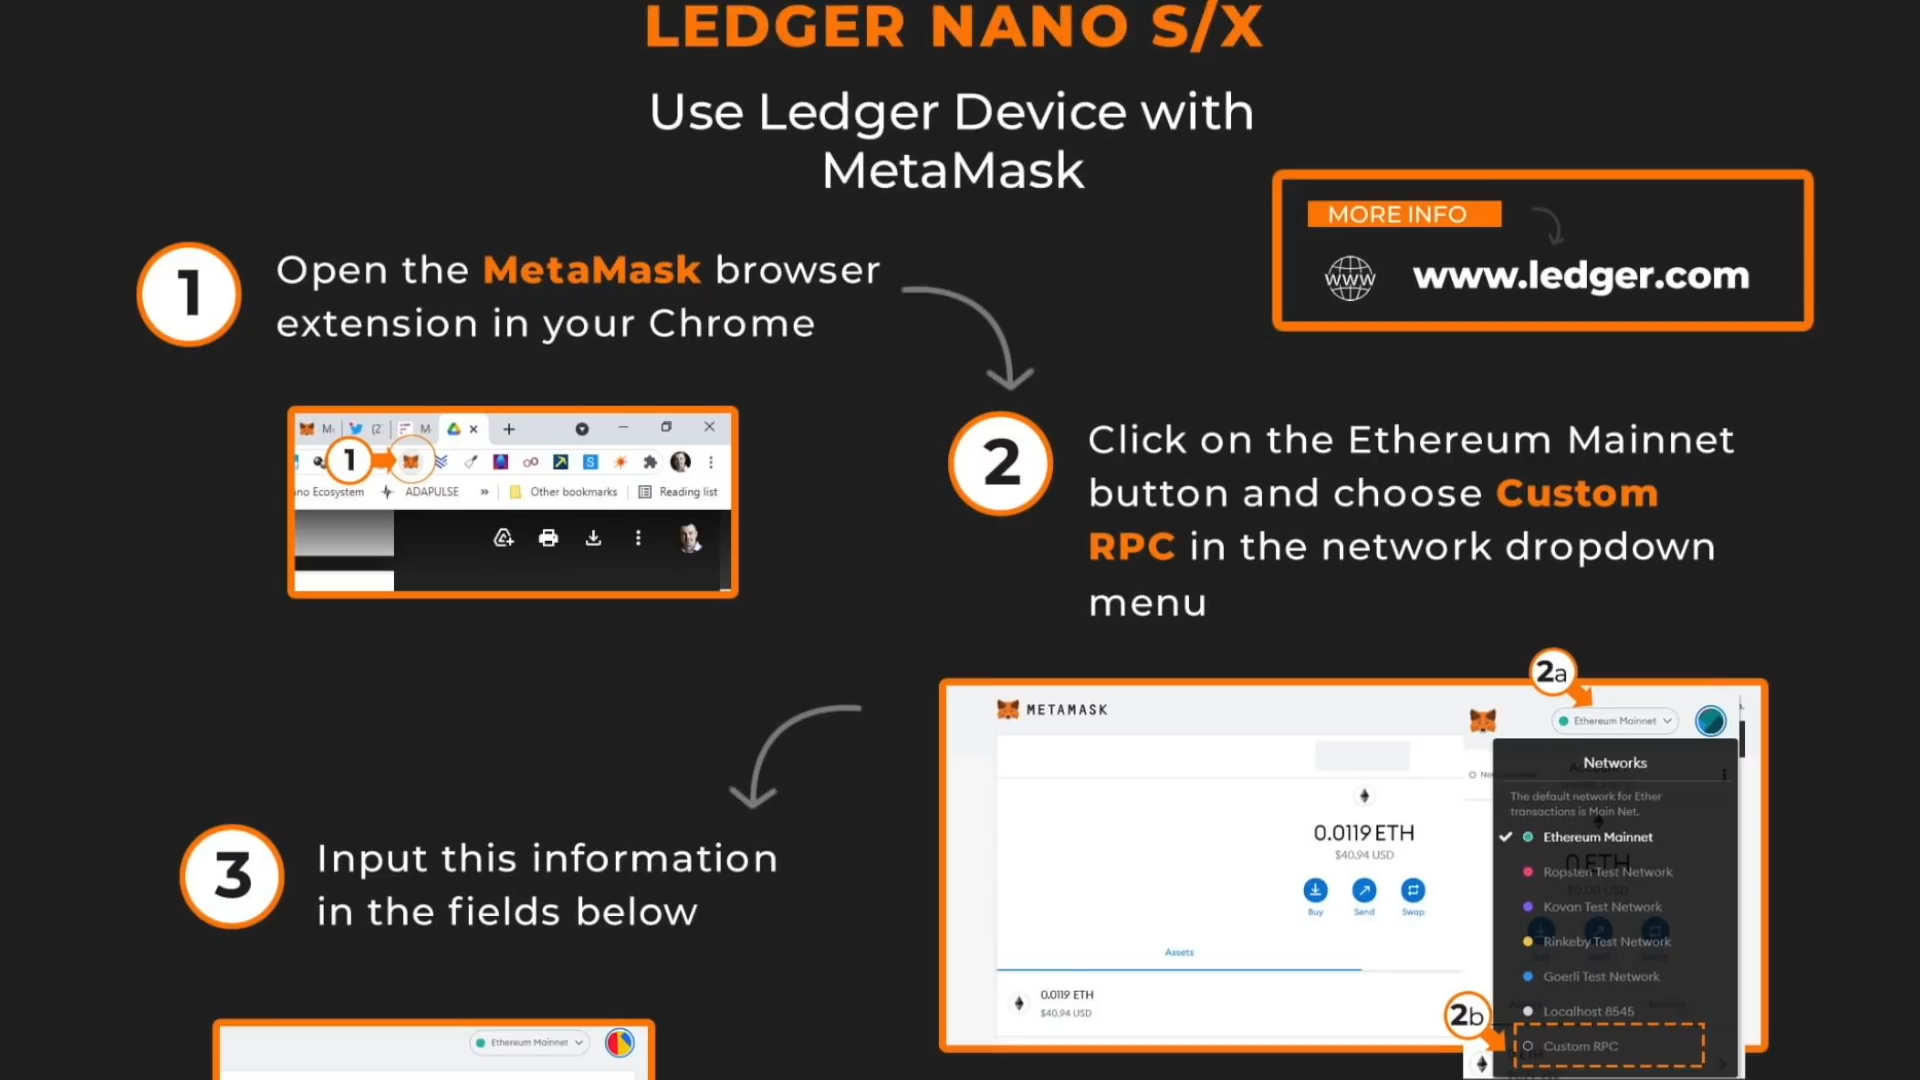 LEDGER NANO S/X
Use Ledger Device with
MetaMask
MORE INFO
www
www.ledger.com
1
Open the MetaMask browser
extension in your Chrome
M
(2
M
1
S
no Ecosystem
ADAPULSE
»
Other bookmarks
Reading list
2
Click on the Ethereum Mainnet
button and choose Custom
RPC in the network dropdown
menu
3
Input this information
in the fields below
Ethereum Mainnet
2a
METAMASK
Ethereum Mainnet
0.0119 ETH
$40.94 USD
Buy
Send
Swap
Assets
0.0119 ETH
$40.94 USD
Networks
The default network for Ether
transactions is Main Net.
Ethereum Mainnet
Ropsten Test Network
Kovan Test Network
Rinkeby Test Network
Goerli Test Network
Localhost 8545
2b
Custom RPC